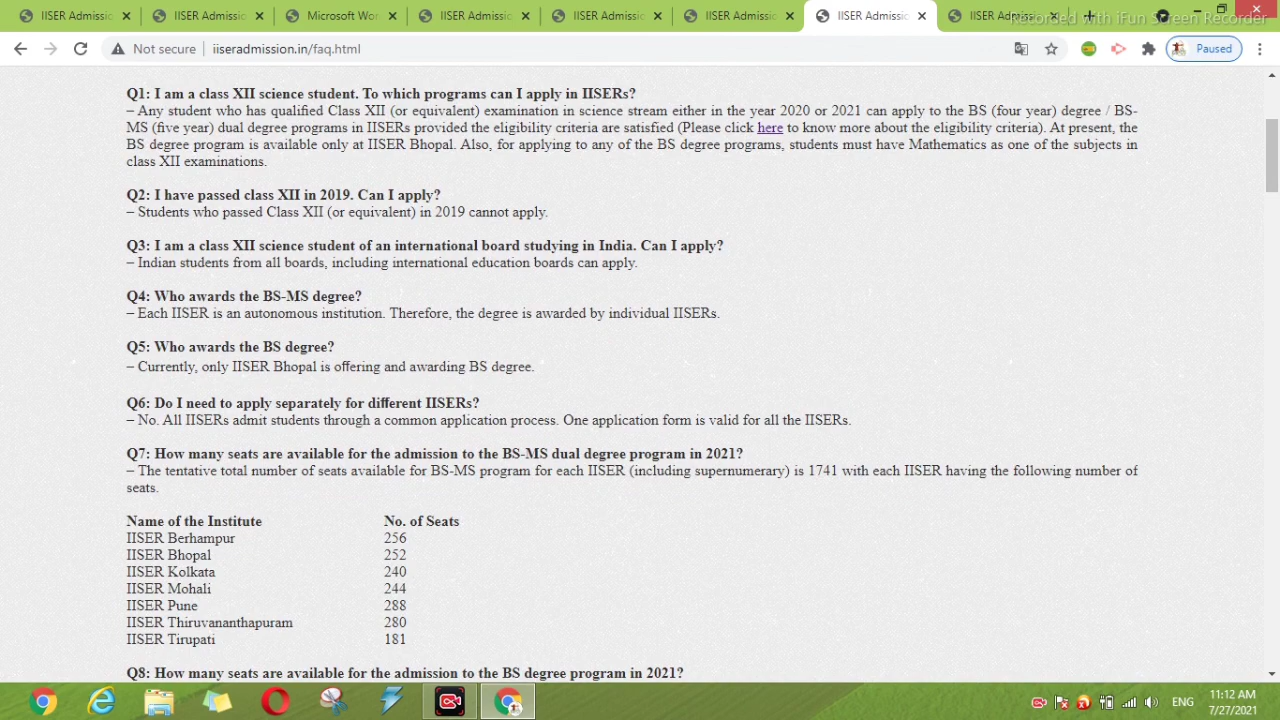 IISER Admissic
IISER Admissic
Microsoft Wor
IISER Admissic
IISER Admissic
IISER Admissic
IISER Admissic
IISER Admiss
Recorded with iFun Screen Recorder
Not secure
iiseradmission.in/faq.html
Paused
Q1: I am a class XII science student. To which programs can I apply in IISERs?
– Any student who has qualified Class XII (or equivalent) examination in science stream either in the year 2020 or 2021 can apply to the BS (four year) degree / BS-
MS (five year) dual degree programs in IISERs provided the eligibility criteria are satisfied (Please click here to know more about the eligibility criteria). At present, the
BS degree program is available only at IISER Bhopal. Also, for applying to any of the BS degree programs, students must have Mathematics as one of the subjects in
class XII examinations.
Q2: I have passed class XII in 2019. Can I apply?
– Students who passed Class XII (or equivalent) in 2019 cannot apply.
Q3: I am a class XII science student of an international board studying in India. Can I apply?
– Indian students from all boards, including international education boards can apply.
Q4: Who awards the BS-MS degree?
– Each IISER is an autonomous institution. Therefore, the degree is awarded by individual IISERs.
Q5: Who awards the BS degree?
– Currently, only IISER Bhopal is offering and awarding BS degree.
Q6: Do I need to apply separately for different IISERs?
– No. All IISERs admit students through a common application process. One application form is valid for all the IISERs.
Q7: How many seats are available for the admission to the BS-MS dual degree program in 2021?
– The tentative total number of seats available for BS-MS program for each IISER (including supernumerary) is 1741 with each IISER having the following number of
seats.
Name of the Institute No. of Seats
IISER Berhampur 256
IISER Bhopal 252
IISER Kolkata 240
IISER Mohali 244
IISER Pune 288
IISER Thiruvananthapuram 280
IISER Tirupati 181
Q8: How many seats are available for the admission to the BS degree program in 2021?
ENG
11:12 AM
7/27/2021